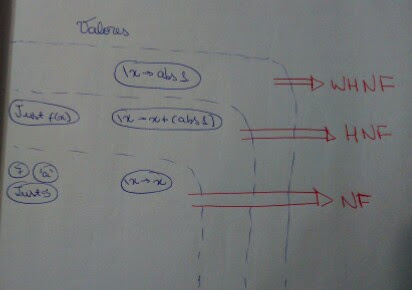 Valores
\x → abs 1
WHNF
Just f(x)
\x → x + (abs 1)
HNF
7 'a'
Just 5
\x → x
NF